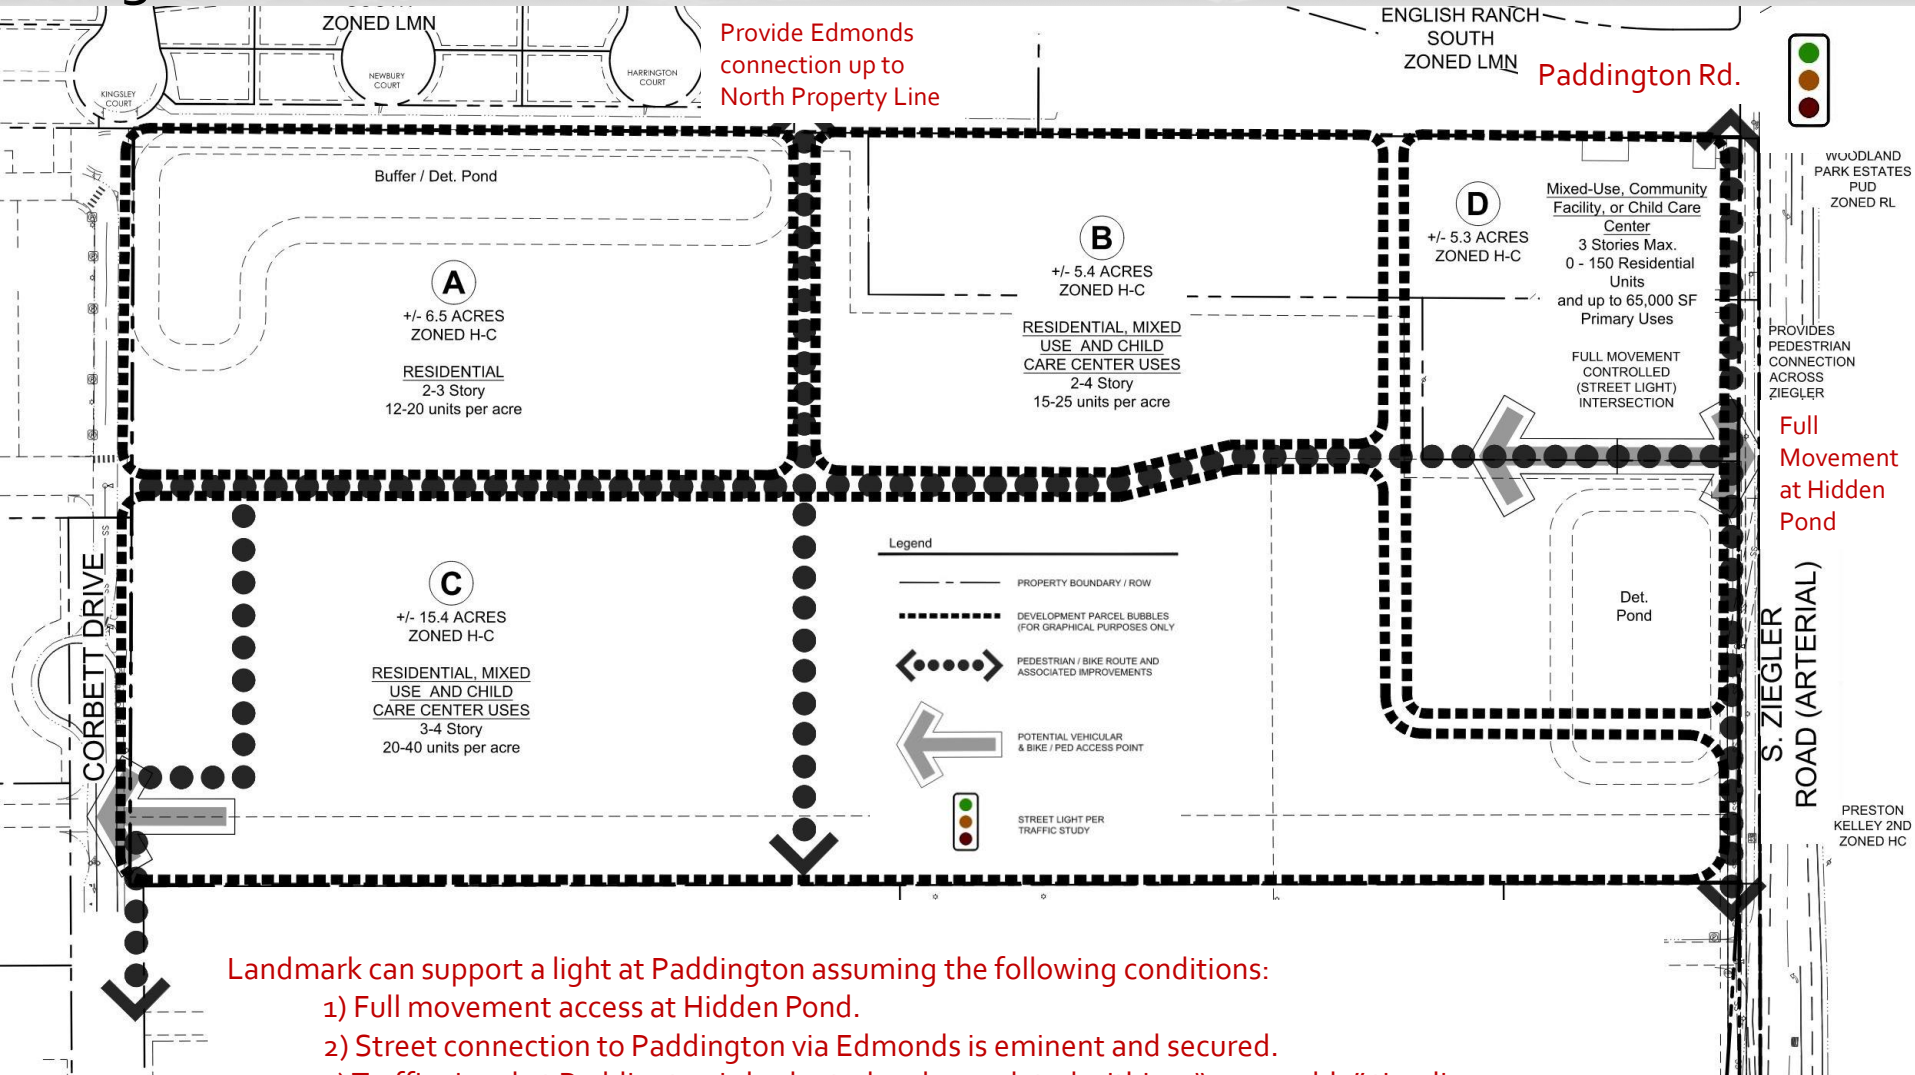 ZONED LMN
Provide Edmonds
connection up to
North Property Line
ENGLISH RANCH
SOUTH
ZONED LMN
Paddington Rd.
KINGSLEY
COURT
NEWBURY
COURT
HARRINGTON
COURT
WOODLAND
PARK ESTATES
PUD
ZONED RL
Buffer / Det. Pond
A
+/- 6.5 ACRES
ZONED H-C
RESIDENTIAL
2-3 Story
12-20 units per acre
B
+/- 5.4 ACRES
ZONED H-C
RESIDENTIAL, MIXED
USE AND CHILD
CARE CENTER USES
2-4 Story
15-25 units per acre
D
+/- 5.3 ACRES
ZONED H-C
Mixed-Use, Community
Facility, or Child Care
Center
3 Stories Max.
0 - 150 Residential
Units
and up to 65,000 SF
Primary Uses
FULL MOVEMENT
CONTROLLED
(STREET LIGHT)
INTERSECTION
PROVIDES
PEDESTRIAN
CONNECTION
ACROSS
ZIEGLER
Full
Movement
at Hidden
Pond
CORBETT DRIVE
C
+/- 15.4 ACRES
ZONED H-C
RESIDENTIAL, MIXED
USE AND CHILD
CARE CENTER USES
3-4 Story
20-40 units per acre
Legend
PROPERTY BOUNDARY / ROW
DEVELOPMENT PARCEL BUBBLES
(FOR GRAPHICAL PURPOSES ONLY
PEDESTRIAN / BIKE ROUTE AND
ASSOCIATED IMPROVEMENTS
POTENTIAL VEHICULAR
& BIKE / PED ACCESS POINT
STREET LIGHT PER
TRAFFIC STUDY
Det.
Pond
S. ZIEGLER
ROAD (ARTERIAL)
PRESTON
KELLEY 2ND
ZONED HC
SS
SS
SS
Landmark can support a light at Paddington assuming the following conditions:
1) Full movement access at Hidden Pond.
2) Street connection to Paddington via Edmonds is eminent and secured.